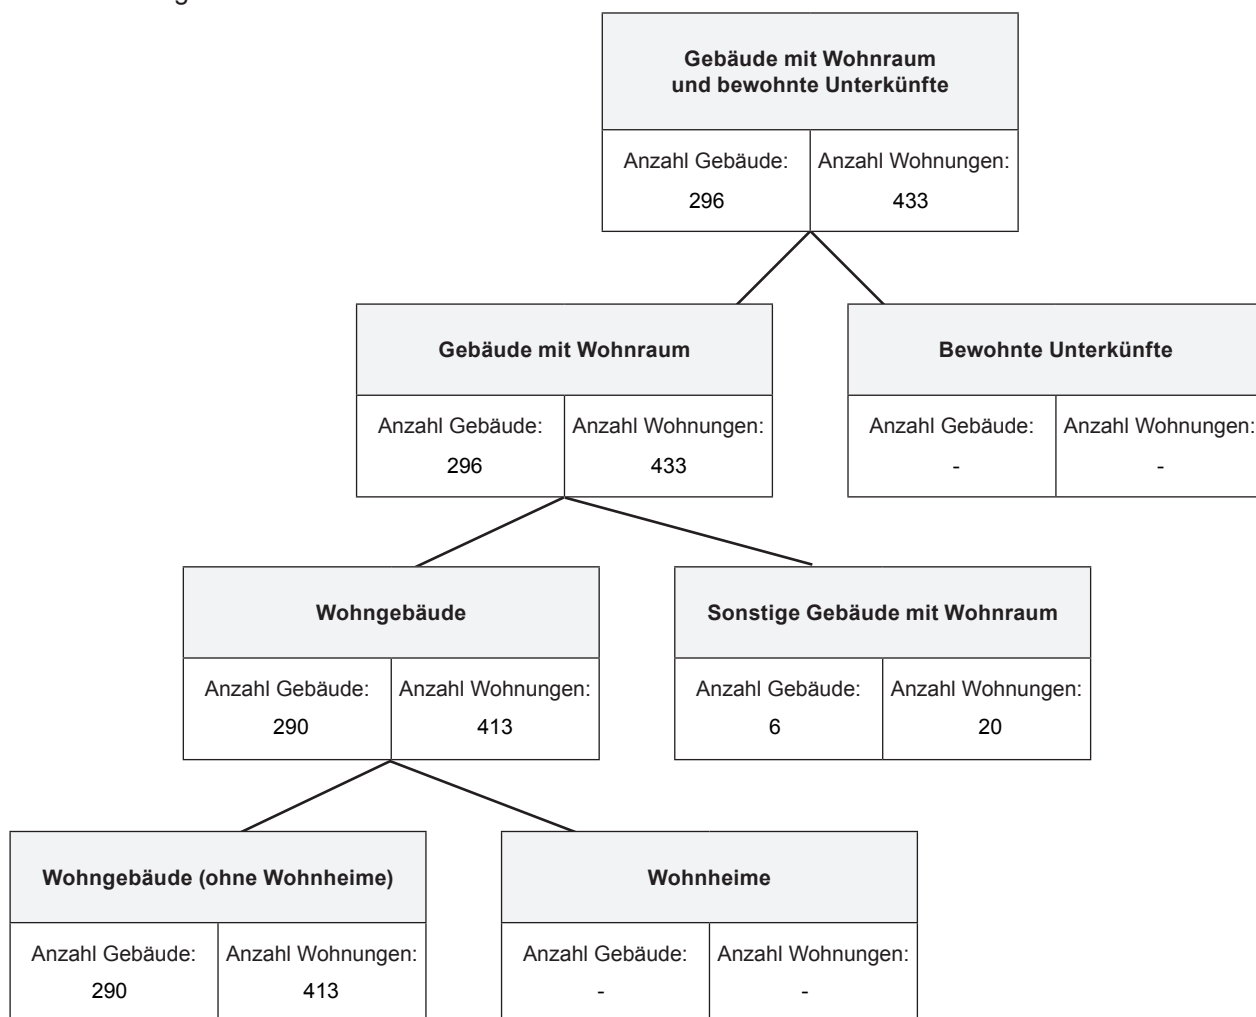 Gebäude mit Wohnraum
und bewohnte Unterkünfte
Anzahl Gebäude: Anzahl Wohnungen:
296 433
Gebäude mit Wohnraum Bewohnte Unterkünfte
Anzahl Gebäude: Anzahl Wohnungen: Anzahl Gebäude: Anzahl Wohnungen:
296 433 - -
Wohngebäude Sonstige Gebäude mit Wohnraum
Anzahl Gebäude: Anzahl Wohnungen: Anzahl Gebäude: Anzahl Wohnungen:
290 413 6 20
Wohngebäude (ohne Wohnheime) Wohnheime
Anzahl Gebäude: Anzahl Wohnungen: Anzahl Gebäude: Anzahl Wohnungen:
290 413 - -